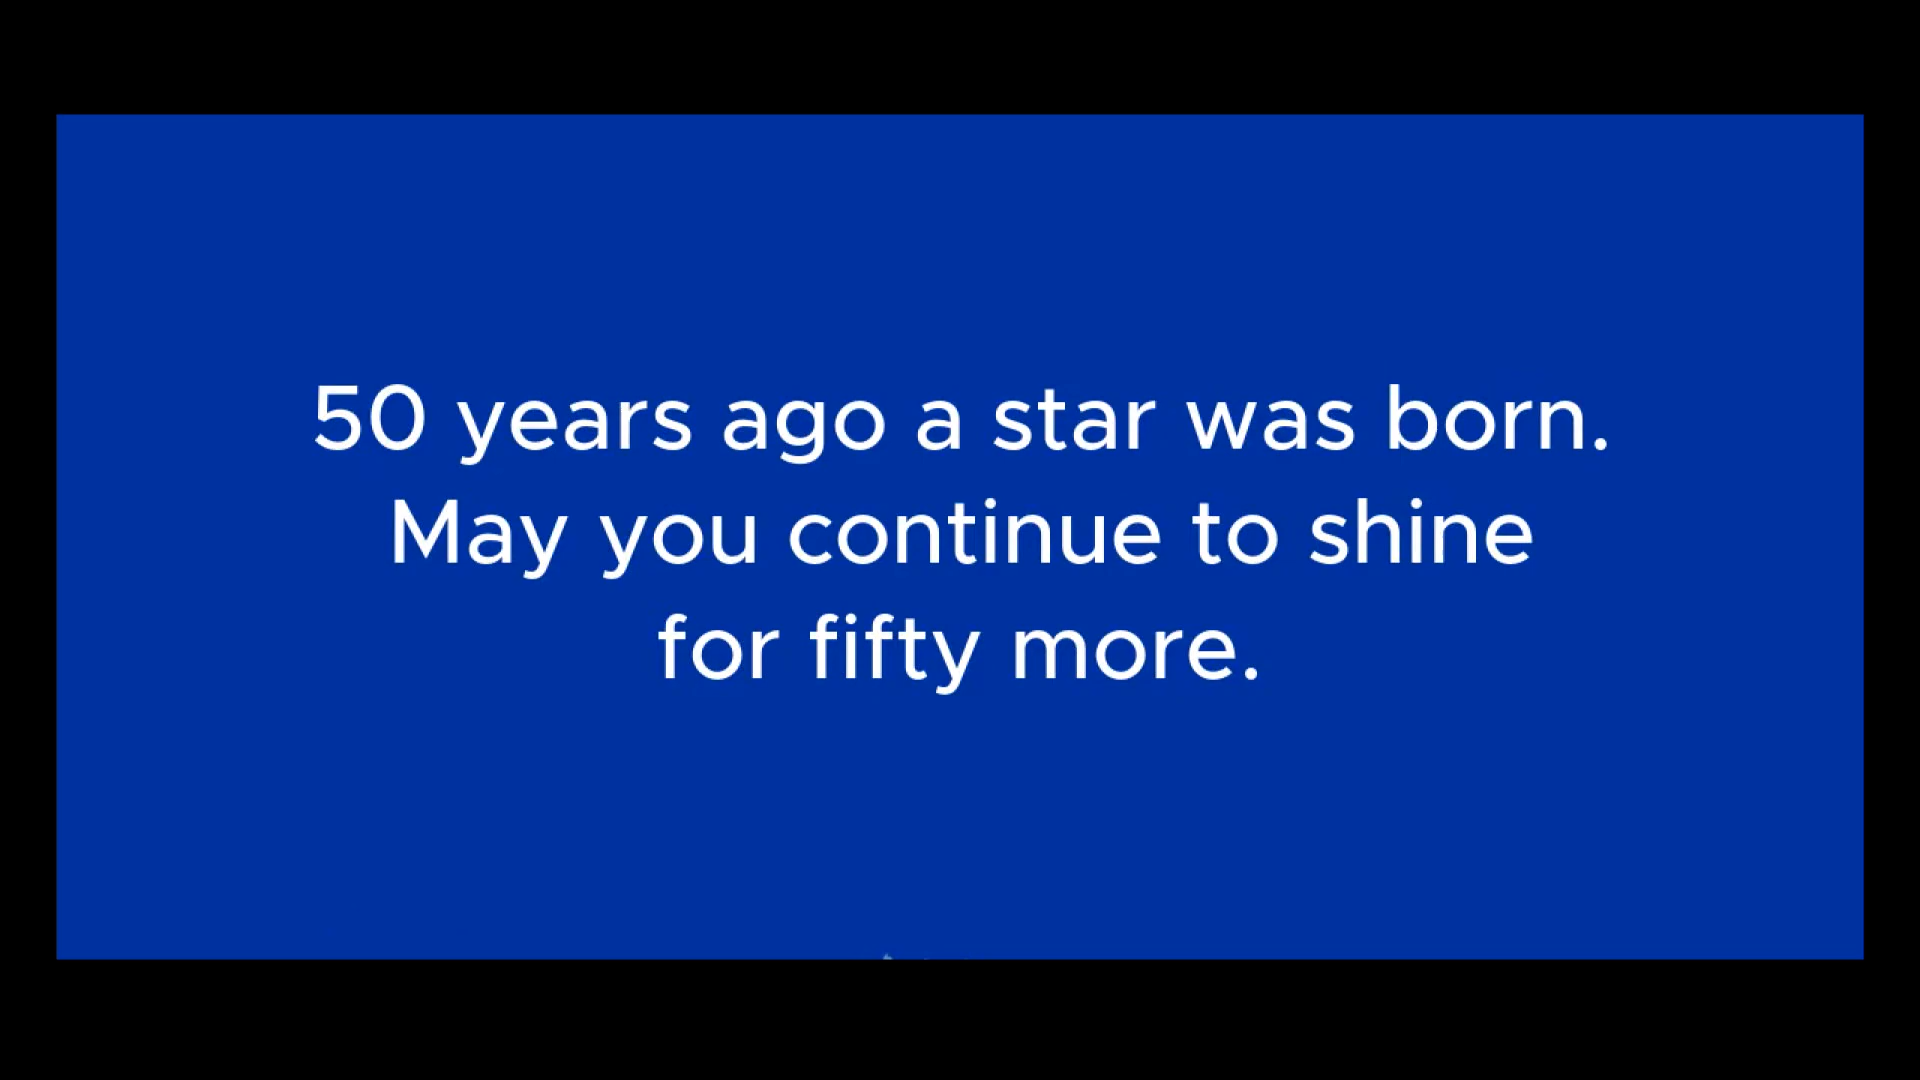 50 years ago a star was born.
May you continue to shine
for fifty more.